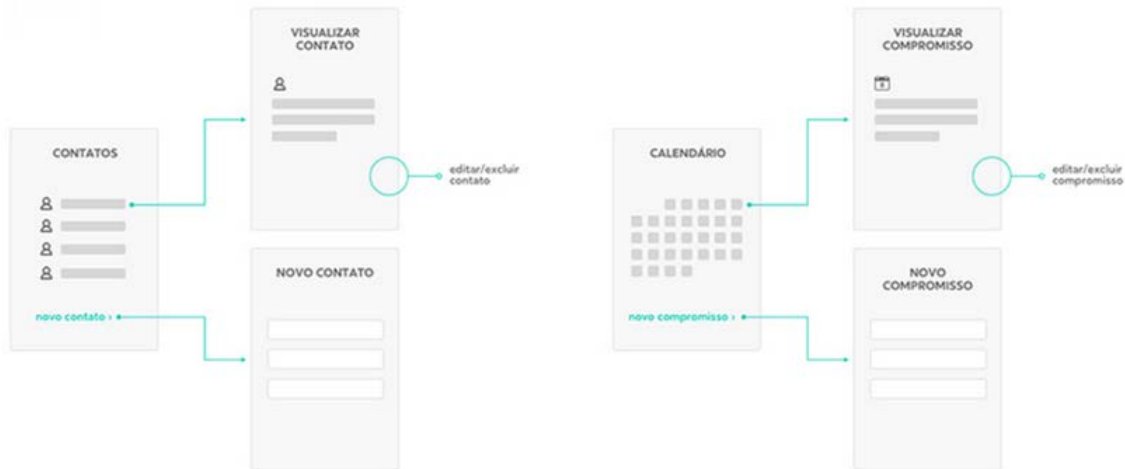 VISUALIZAR
CONTATO
CONTATOS
editar/excluir
contato
novo contato ›
NOVO CONTATO
VISUALIZAR
COMPROMISSO
CALENDÁRIO
editar/excluir
compromisso
novo compromisso ›
NOVO
COMPROMISSO